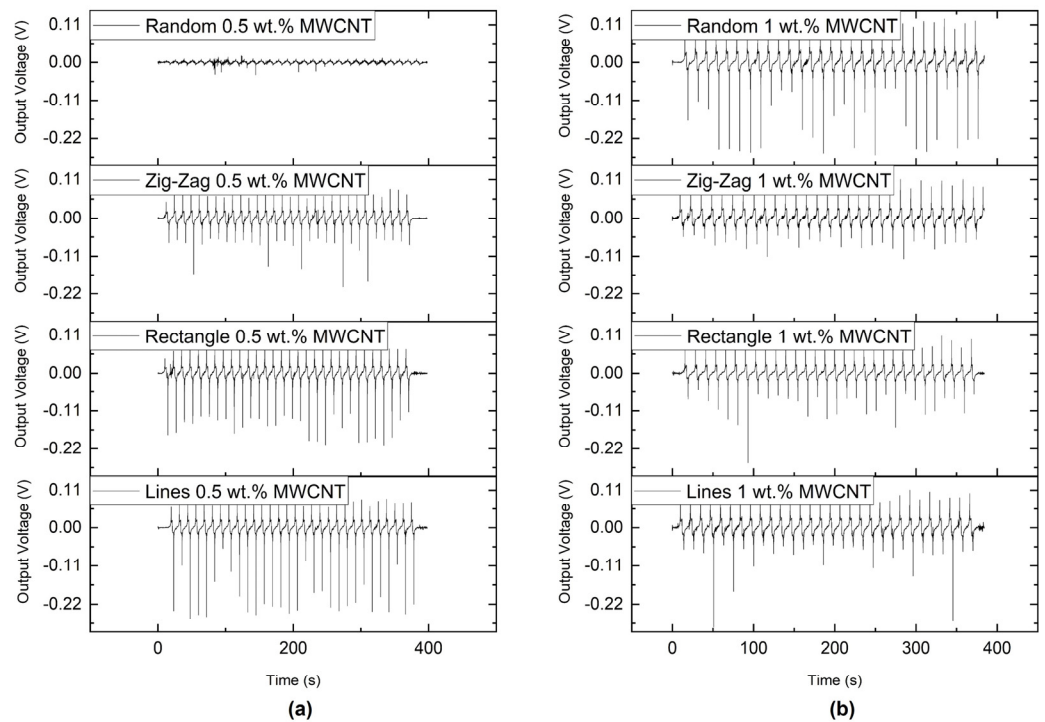 Random 0.5 wt.% MWCNT
Output Voltage (V)
0.11
0.00
-0.11
-0.22
Zig-Zag 0.5 wt.% MWCNT
Output Voltage (V)
0.11
0.00
-0.11
-0.22
Rectangle 0.5 wt.% MWCNT
Output Voltage (V)
0.11
0.00
-0.11
-0.22
Lines 0.5 wt.% MWCNT
Output Voltage (V)
0.11
0.00
-0.11
-0.22
0 200 400
Time (s)
(a)
Random 1 wt.% MWCNT
Output Voltage (V)
0.11
0.00
-0.11
-0.22
Zig-Zag 1 wt.% MWCNT
Output Voltage (V)
0.11
0.00
-0.11
-0.22
Rectangle 1 wt.% MWCNT
Output Voltage (V)
0.11
0.00
-0.11
-0.22
Lines 1 wt.% MWCNT
Output Voltage (V)
0.11
0.00
-0.11
-0.22
0 100 200 300 400
Time (s)
(b)